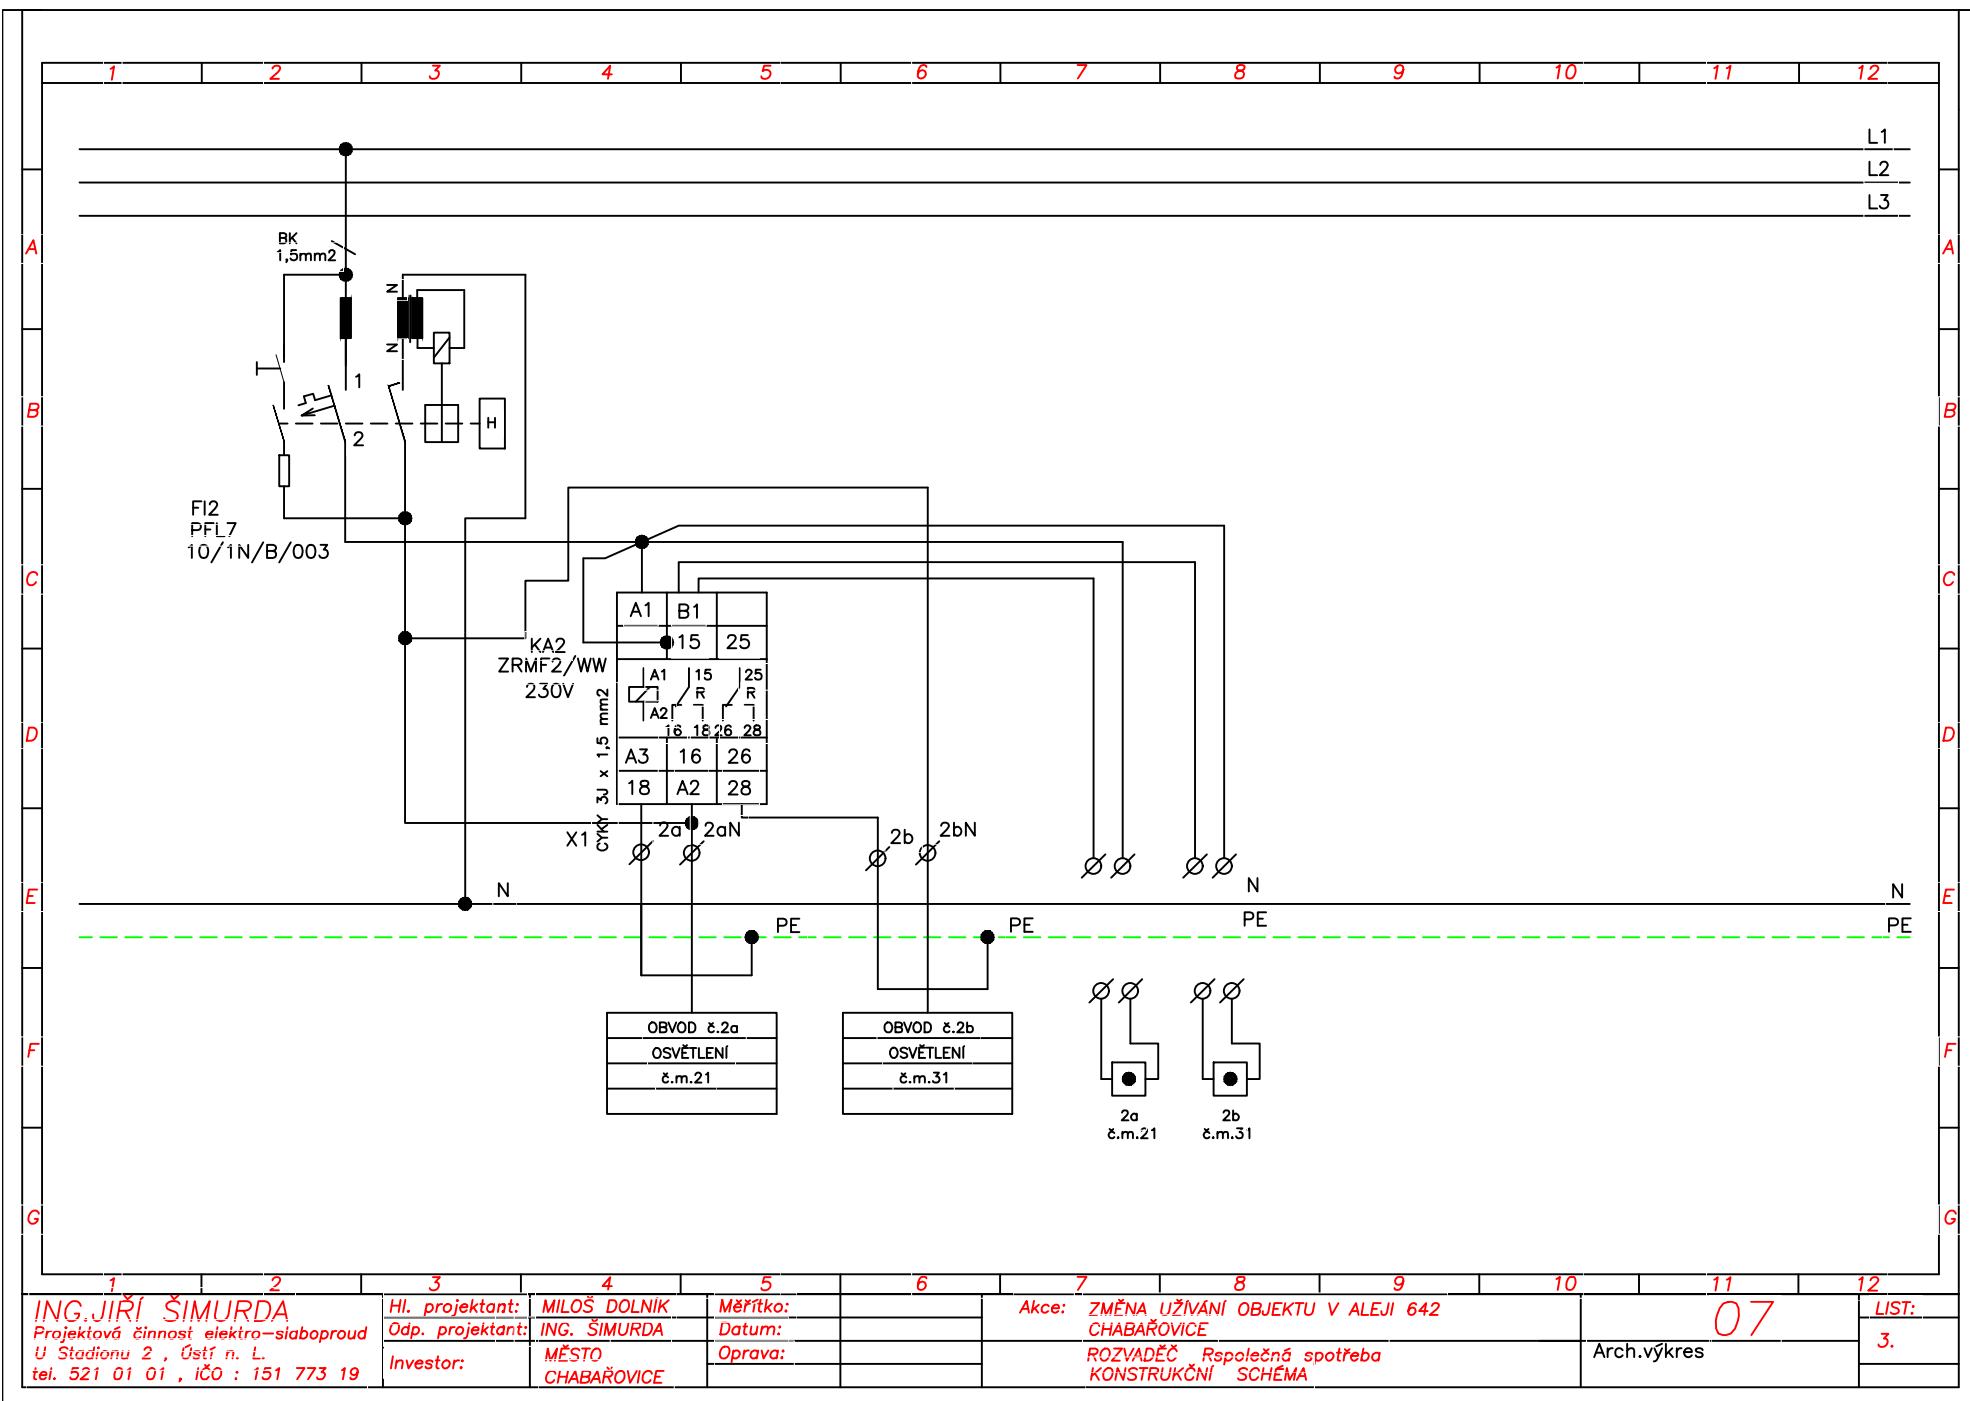 1 2 3 4 5 6 7 8 9 10 11 12
L1
L2
L3
A A
BK
1,5mm2
N
N
1
B B
H
2
FI2
PFL7
10/1N/B/003
C C
A1 B1
15 25
KA2
ZRMF2/WW
230V
A1 15 25
R R
A2
16 18 26 28
D D
CYKY 3J x 1,5 mm2
A3 16 26
18 A2 28
X1 2a 2aN 2b 2bN
E N N N E
PE PE PE PE
OBVOD č.2a
OSVĚTLENÍ
č.m.21
OBVOD č.2b
OSVĚTLENÍ
č.m.31
F F
2a
č.m.21
2b
č.m.31
G G
1 2 3 4 5 6 7 8 9 10 11 12
ING.JIŘÍ ŠIMURDA
Projektová činnost elektro-slaboproud
U Stadionu 2 , Ústí n. L.
tel. 521 01 01 , IČO : 151 773 19
Hl. projektant: MILOŠ DOLNÍK
Odp. projektant: ING. ŠIMURDA
Investor: MĚSTO
CHABAŘOVICE
Měřítko:
Datum:
Oprava:
Akce: ZMĚNA UŽÍVÁNÍ OBJEKTU V ALEJI 642
CHABAŘOVICE
ROZVADĚČ Rspolečná spotřeba
KONSTRUKČNÍ SCHÉMA
07
Arch.výkres
LIST:
3.